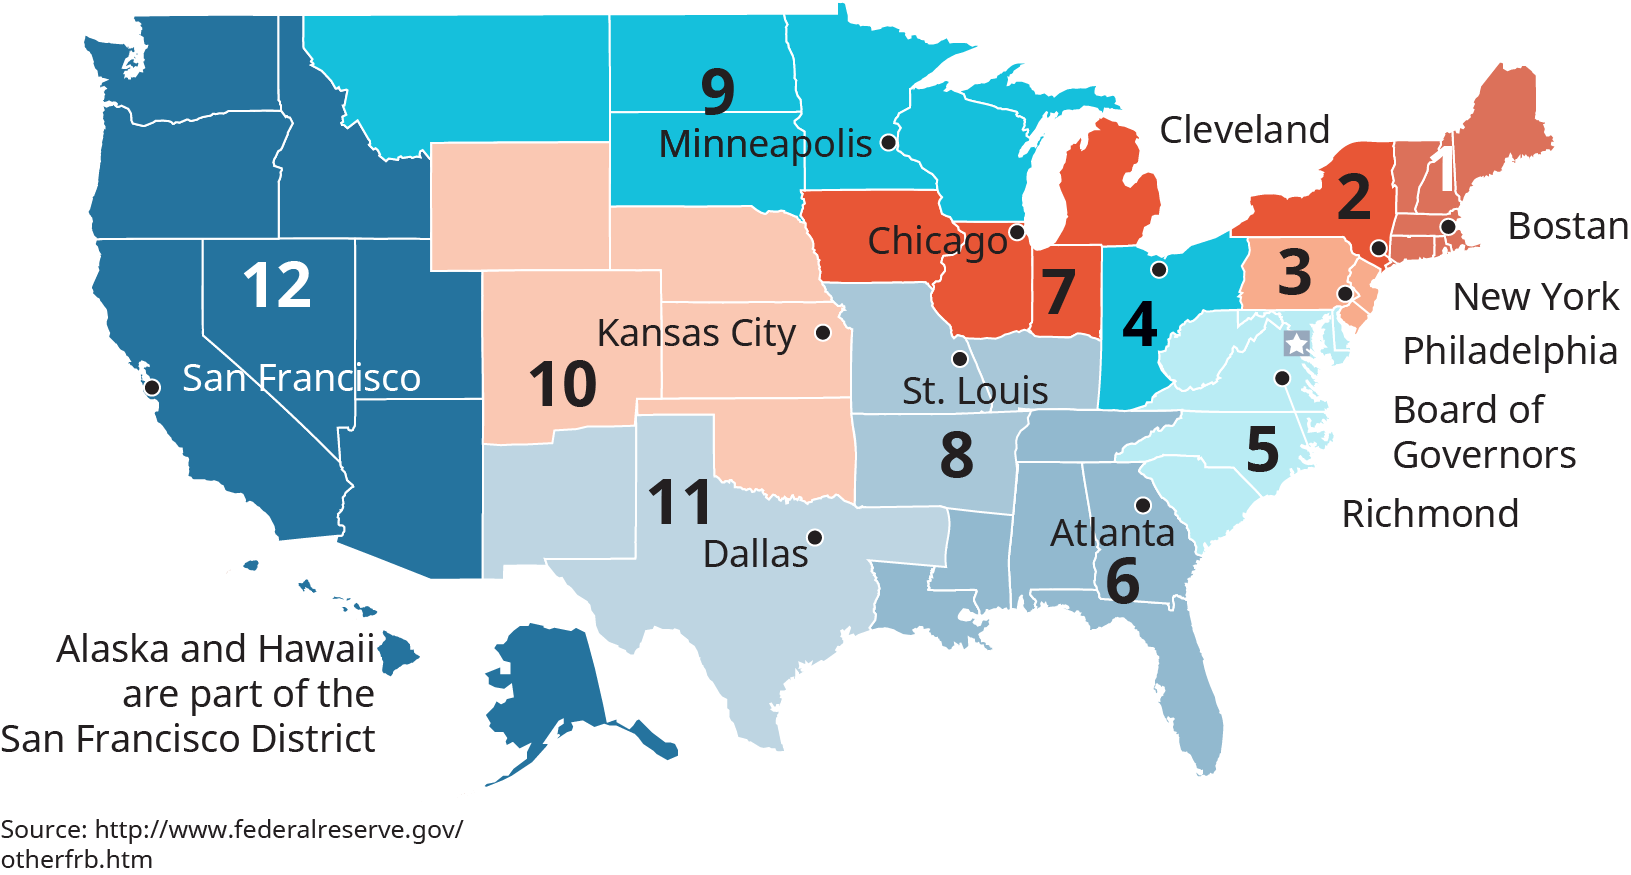 9
Minneapolis
Cleveland
1
2
Bostan
Chicago
12
7
3
4
New York
Kansas City
Philadelphia
San Francisco
10
St. Louis
Board of
Governors
8
5
11
Richmond
Atlanta
Dallas
6
Alaska and Hawaii
are part of the
San Francisco District
Source: http://www.federalreserve.gov/
otherfrb.htm